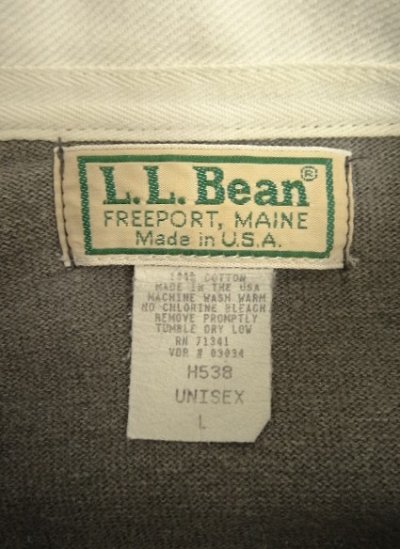 L.L. Bean®
FREEPORT, MAINE
Made in U.S.A.
100% COTTON
MADE IN THE USA
MACHINE WASH WARM
NO CHLORINE BLEACH
REMOVE PROMPTLY
TUMBLE DRY LOW
RN 71341
VDR # 03034
H538
UNISEX
L